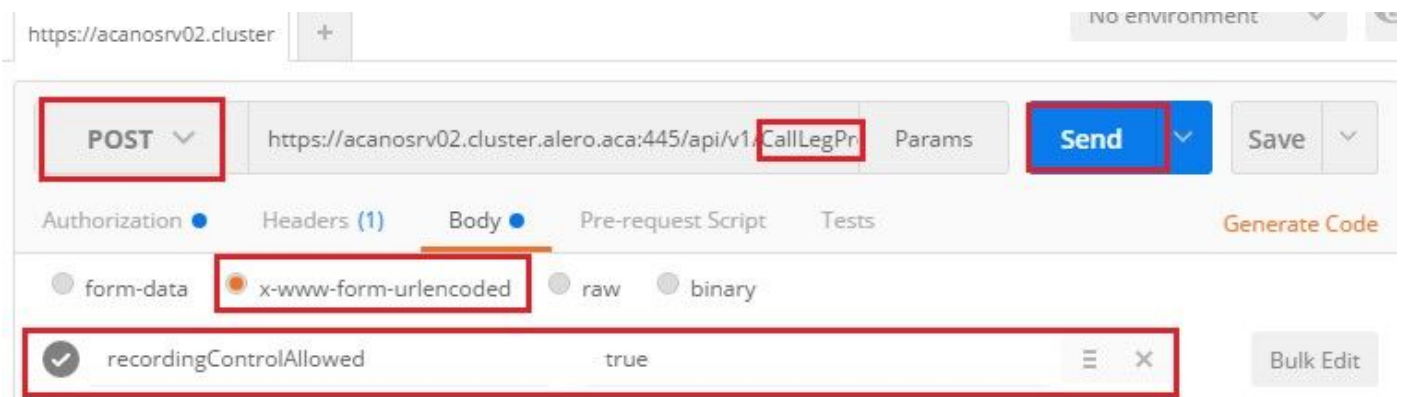 https://acanosrv02.cluster + No environment
POST https://acanosrv02.cluster.alero.aca:445/api/v1/CallLegPr Params Send Save
Authorization Headers (1) Body Pre-request Script Tests Generate Code
form-data x-www-form-urlencoded raw binary
recordingControlAllowed true Bulk Edit